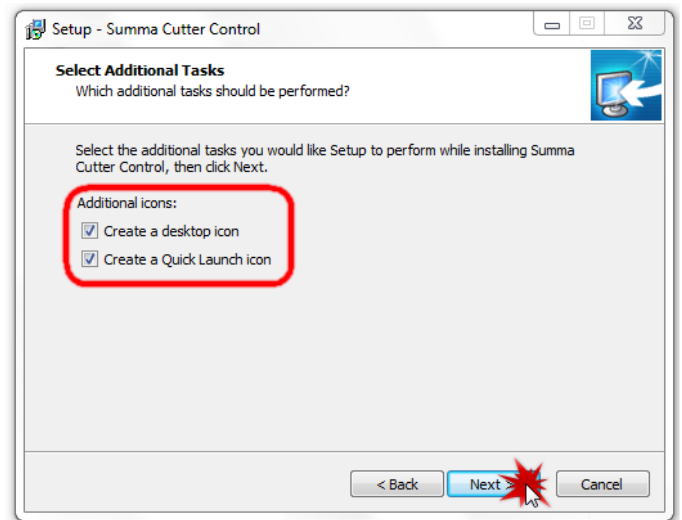 Setup - Summa Cutter Control
Select Additional Tasks
Which additional tasks should be performed?
Select the additional tasks you would like Setup to perform while installing Summa
Cutter Control, then click Next.
Additional icons:
Create a desktop icon
Create a Quick Launch icon
< Back Next > Cancel